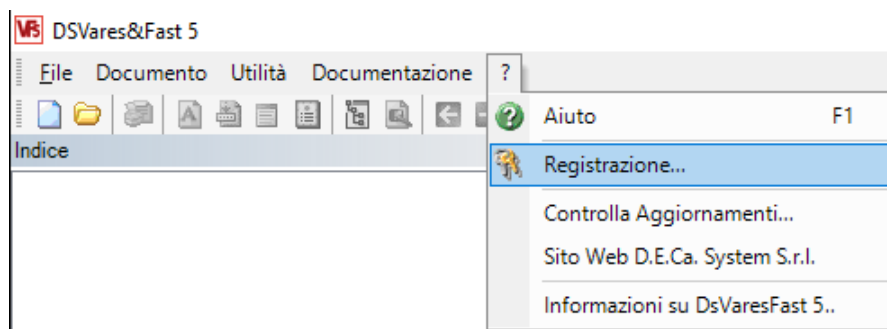 VFs DSVares&Fast 5
File Documento Utilità Documentazione ?
Aiuto F1
Indice
Registrazione...
Controlla Aggiornamenti...
Sito Web D.E.Ca. System S.r.l.
Informazioni su DsVaresFast 5..